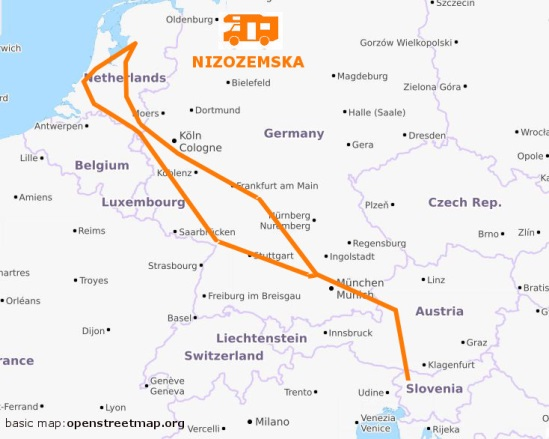 Szczecin
Oldenburg
Gorzów Wielkopolski
NIZOZEMSKA
Netherlands
Bielefeld
Magdeburg
Zielona Góra
Moers
Dortmund
Halle (Saale)
Antwerpen
Köln
Cologne
Germany
Dresden
Gera
Lille
Belgium
Opole
Koblenz
Frankfurt am Main
Amiens
Luxembourg
Plzeň
Czech Rep.
Nürnberg
Nuremberg
Reims
Saarbrücken
Brno
Zlín
Regensburg
Stuttgart
Ingolstadt
Strasbourg
Troyes
Linz
München
Munich
Orléans
Freiburg im Breisgau
Austria
Basel
Dijon
Innsbruck
Liechtenstein
Graz
Switzerland
Klagenfurt
Slovenia
Genève
Geneva
Trento
Udine
Lyon
Milano
Venezia
Venice
Rijeka
Vercelli
basic map:openstreetmap.org